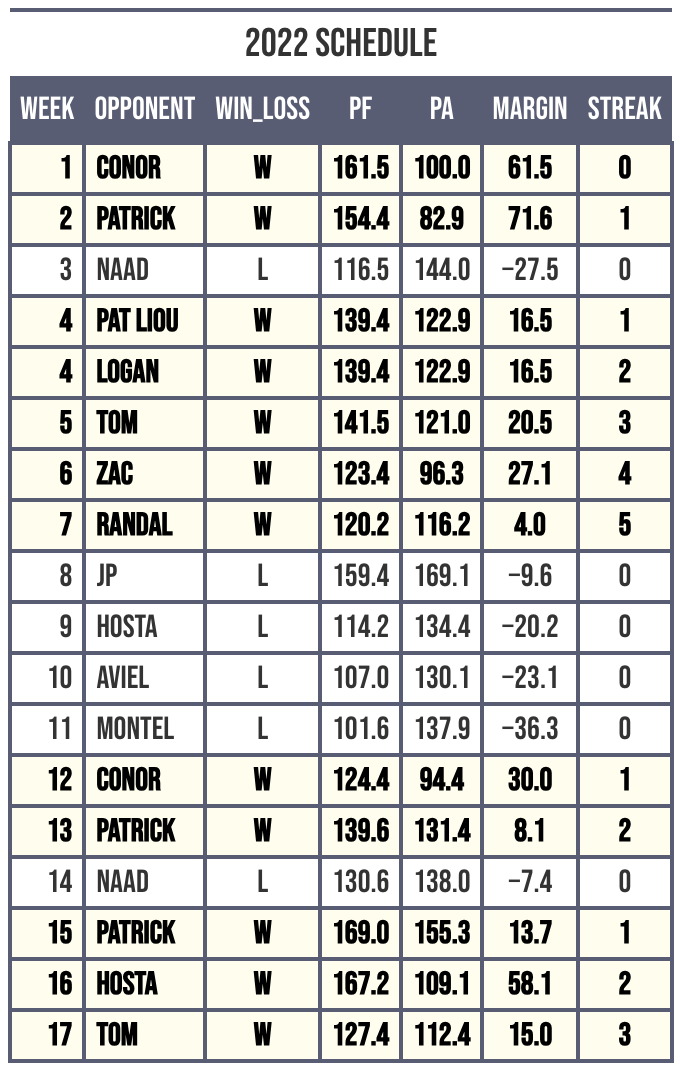 2022 SCHEDULE
WEEK OPPONENT WIN_LOSS PF PA MARGIN STREAK
1 CONOR W 161.5 100.0 61.5 0
2 PATRICK W 154.4 82.9 71.6 1
3 NAAD L 116.5 144.0 −27.5 0
4 PAT LIOU W 139.4 122.9 16.5 1
4 LOGAN W 139.4 122.9 16.5 2
5 TOM W 141.5 121.0 20.5 3
6 ZAC W 123.4 96.3 27.1 4
7 RANDAL W 120.2 116.2 4.0 5
8 JP L 159.4 169.1 −9.6 0
9 HOSTA L 114.2 134.4 −20.2 0
10 AVIEL L 107.0 130.1 −23.1 0
11 MONTEL L 101.6 137.9 −36.3 0
12 CONOR W 124.4 94.4 30.0 1
13 PATRICK W 139.6 131.4 8.1 2
14 NAAD L 130.6 138.0 −7.4 0
15 PATRICK W 169.0 155.3 13.7 1
16 HOSTA W 167.2 109.1 58.1 2
17 TOM W 127.4 112.4 15.0 3